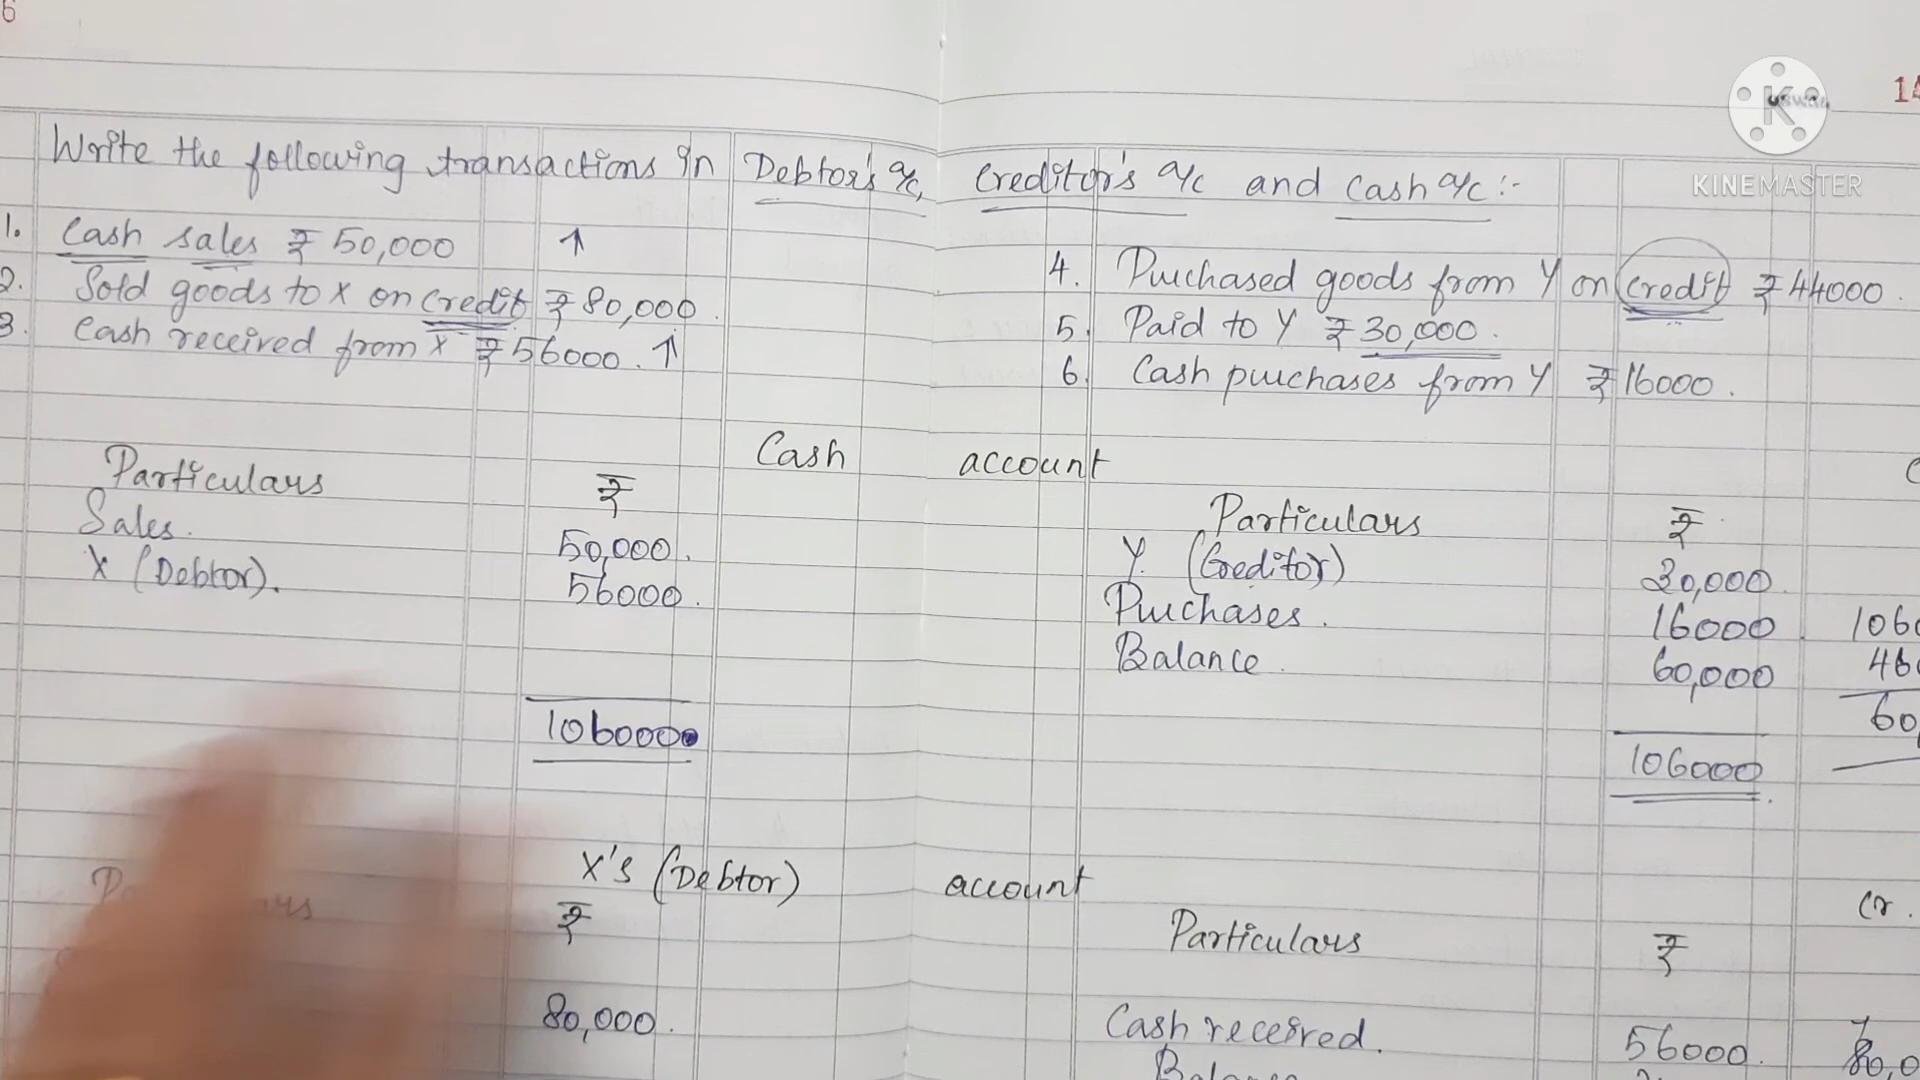 6
14
KINEMASTER
Write the following transactions in Debtor's a/c, Creditor's a/c and Cash a/c :-
1. Cash sales ₹ 50,000 ↑
2. Sold goods to X on credit ₹ 80,000.
3. Cash received from X ₹ 56000. ↑
4. Purchased goods from Y on credit ₹ 44000.
5. Paid to Y ₹ 30,000.
6. Cash purchases from Y ₹ 16000.
Cash account
Particulars ₹ Particulars ₹
Sales. 50,000. Y. (Creditor) 30,000
X (Debtor). 56000. Purchases. 16000
Balance. 60,000
106000 106000.
X's (Debtor) account
Cr.
₹ Particulars ₹
80,000. Cash received. 56000.